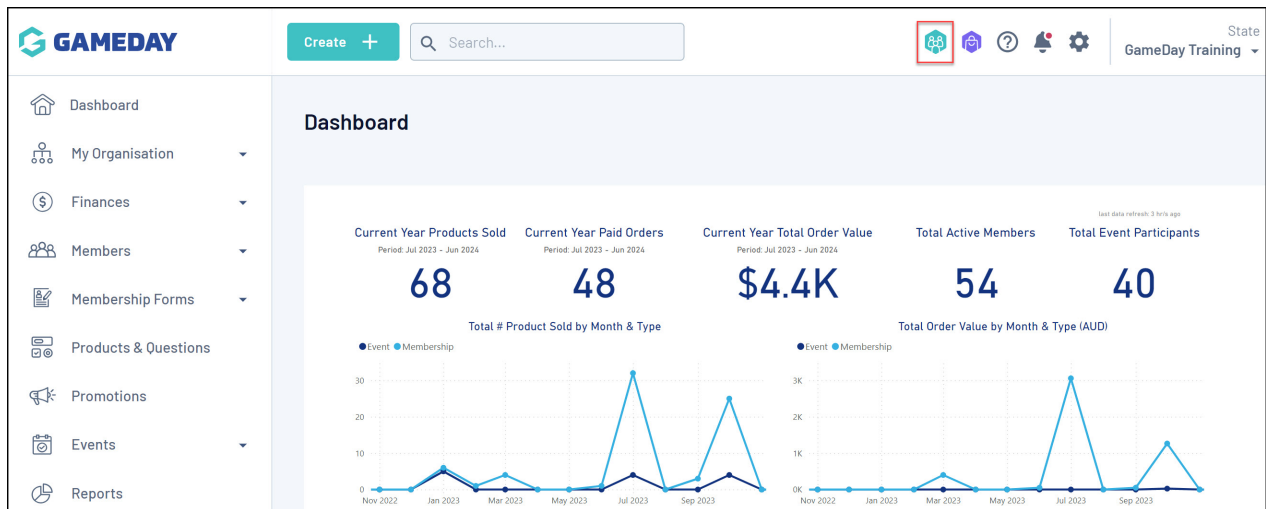 GAMEDAY
Create +
Search...
State
GameDay Training
Dashboard
My Organisation
Finances
Members
Membership Forms
Products & Questions
Promotions
Events
Reports
Dashboard
last data refresh: 3 hr/s ago
Current Year Products Sold
Period: Jul 2023 - Jun 2024
68
Current Year Paid Orders
Period: Jul 2023 - Jun 2024
48
Current Year Total Order Value
Period: Jul 2023 - Jun 2024
$4.4K
Total Active Members
54
Total Event Participants
40
Total # Product Sold by Month & Type
Event Membership
30
20
10
0
Nov 2022 Jan 2023 Mar 2023 May 2023 Jul 2023 Sep 2023
Total Order Value by Month & Type (AUD)
Event Membership
3K
2K
1K
0K
Nov 2022 Jan 2023 Mar 2023 May 2023 Jul 2023 Sep 2023